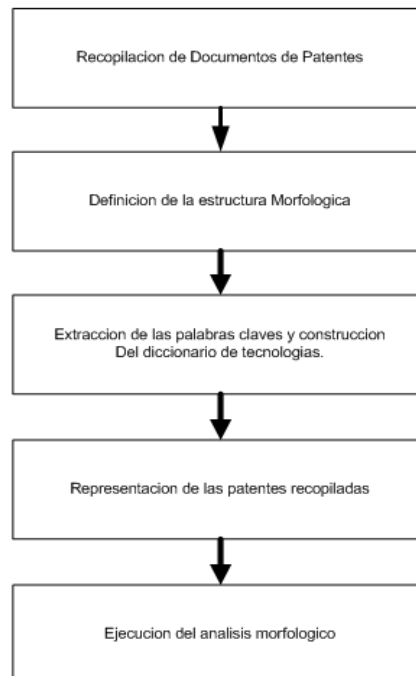 Recopilacion de Documentos de Patentes
Definicion de la estructura Morfologica
Extraccion de las palabras claves y construccion
Del diccionario de tecnologias.
Representacion de las patentes recopiladas
Ejecucion del analisis morfologico